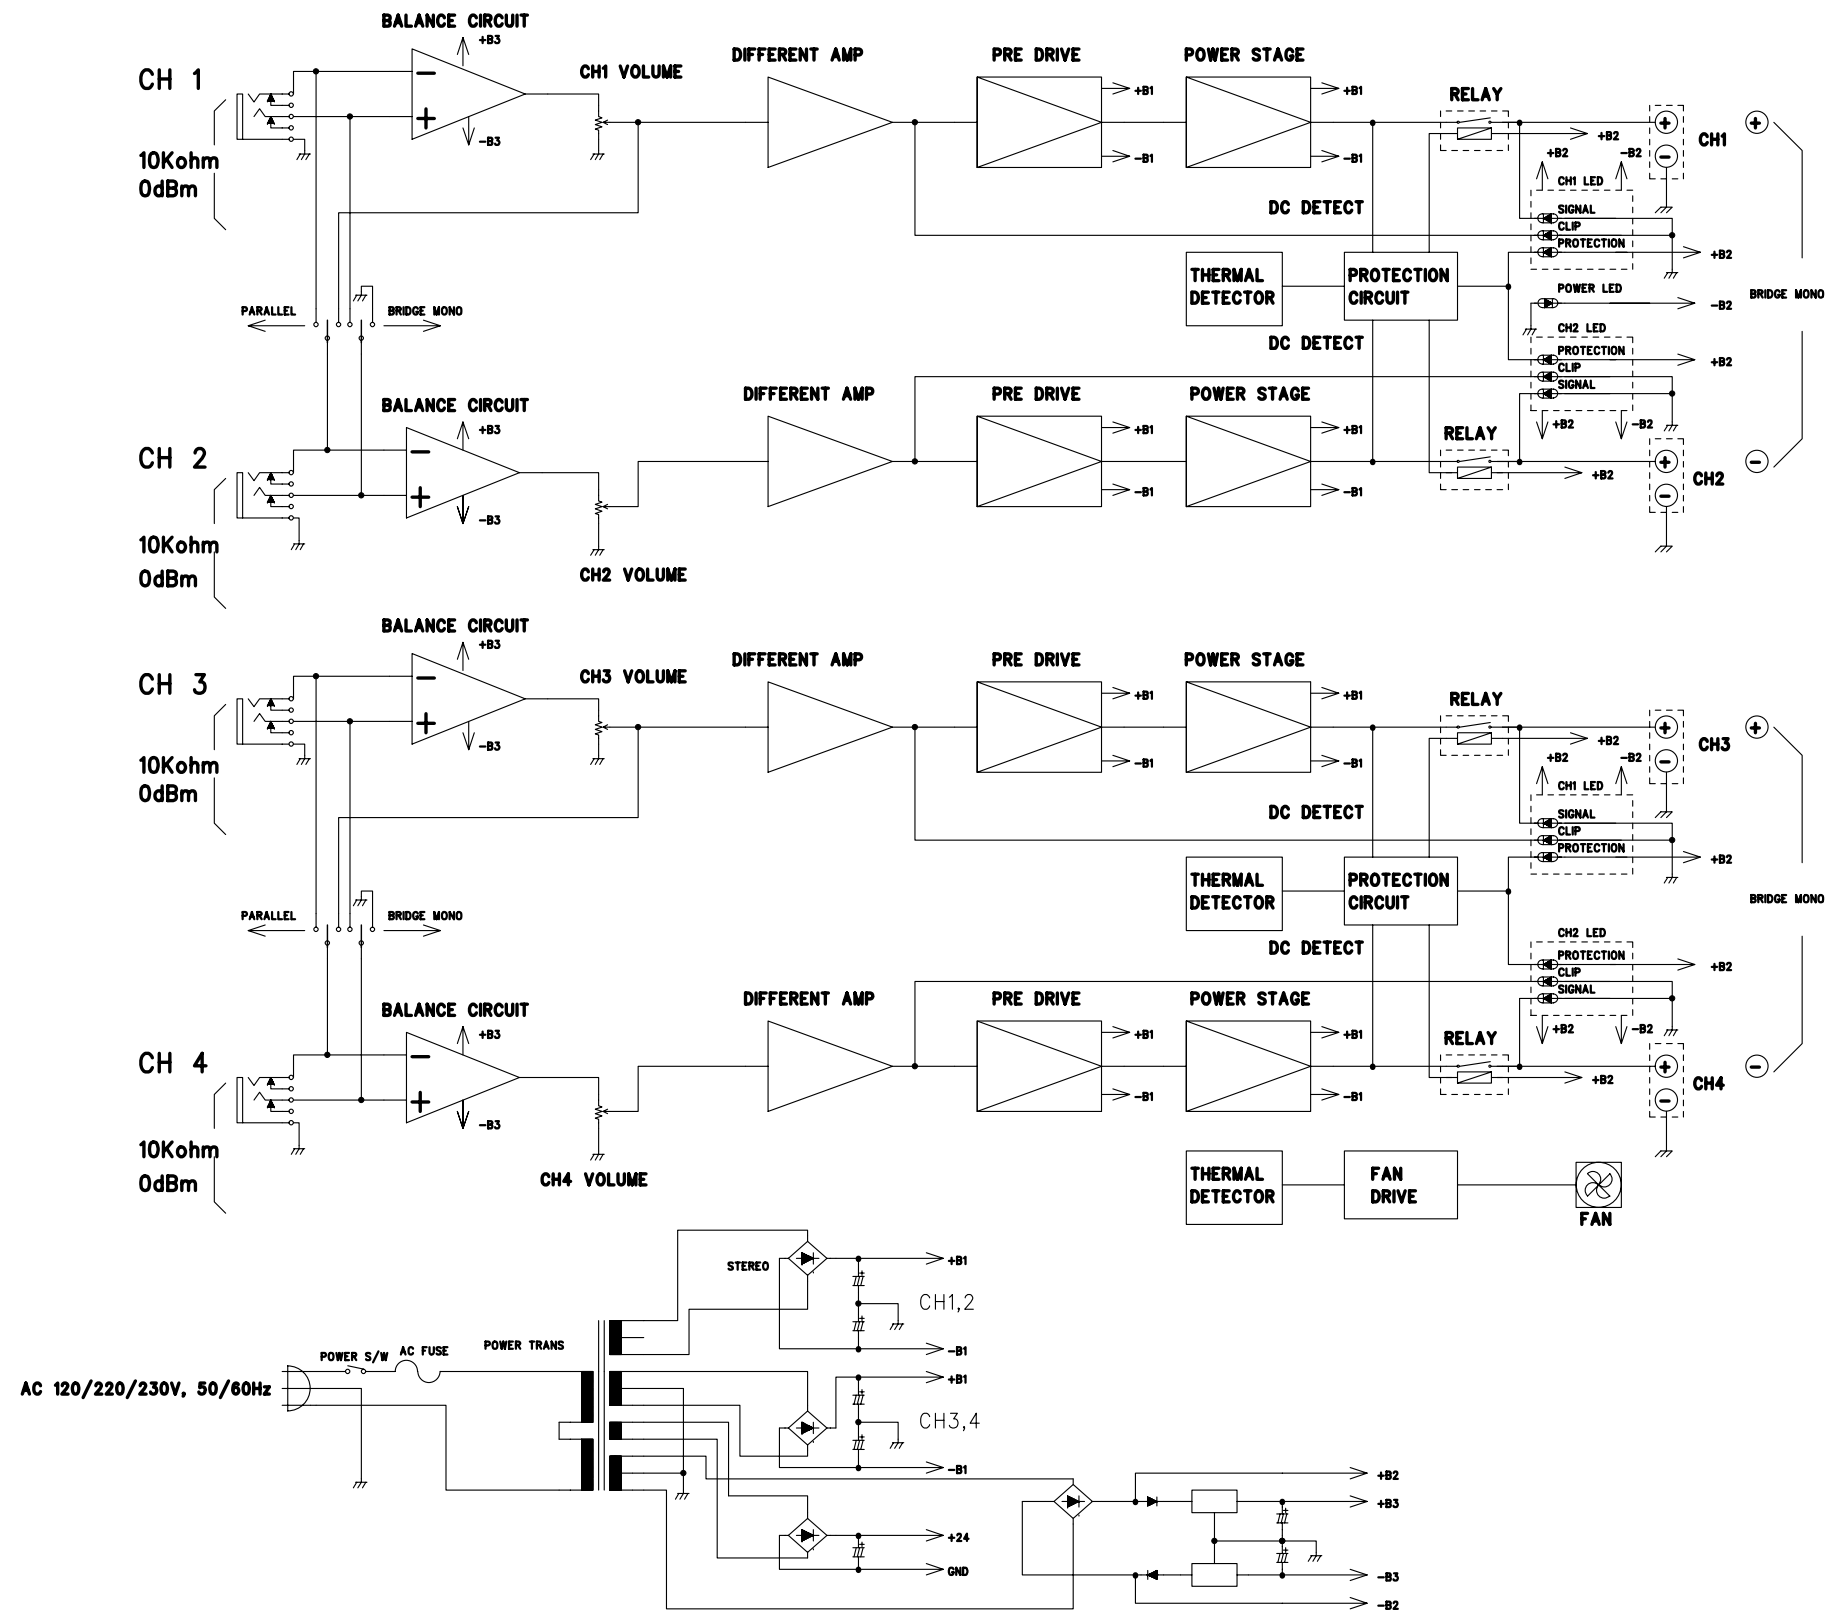 BALANCE CIRCUIT
+B3
CH 1
10Kohm
0dBm
-B3
CH1 VOLUME
DIFFERENT AMP
PRE DRIVE
+B1
-B1
POWER STAGE
+B1
-B1
RELAY
+B2
CH1
+B2
-B2
CH1 LED
SIGNAL
CLIP
PROTECTION
+B2
DC DETECT
THERMAL
DETECTOR
PROTECTION
CIRCUIT
POWER LED
-B2
BRIDGE MONO
PARALLEL
BRIDGE MONO
DC DETECT
CH2 LED
PROTECTION
CLIP
SIGNAL
+B2
+B2
-B2
BALANCE CIRCUIT
+B3
CH 2
10Kohm
0dBm
-B3
CH2 VOLUME
DIFFERENT AMP
PRE DRIVE
+B1
-B1
POWER STAGE
+B1
-B1
RELAY
+B2
CH2
BALANCE CIRCUIT
+B3
CH 3
10Kohm
0dBm
-B3
CH3 VOLUME
DIFFERENT AMP
PRE DRIVE
+B1
-B1
POWER STAGE
+B1
-B1
RELAY
+B2
CH3
+B2
-B2
CH1 LED
SIGNAL
CLIP
PROTECTION
+B2
DC DETECT
THERMAL
DETECTOR
PROTECTION
CIRCUIT
BRIDGE MONO
PARALLEL
BRIDGE MONO
DC DETECT
CH2 LED
PROTECTION
CLIP
SIGNAL
+B2
+B2
-B2
BALANCE CIRCUIT
+B3
CH 4
10Kohm
0dBm
-B3
CH4 VOLUME
DIFFERENT AMP
PRE DRIVE
+B1
-B1
POWER STAGE
+B1
-B1
RELAY
+B2
CH4
THERMAL
DETECTOR
FAN
DRIVE
FAN
STEREO
+B1
CH1,2
-B1
POWER TRANS
POWER S/W
AC FUSE
AC 120/220/230V, 50/60Hz
+B1
CH3,4
-B1
+24
GND
+B2
+B3
-B3
-B2